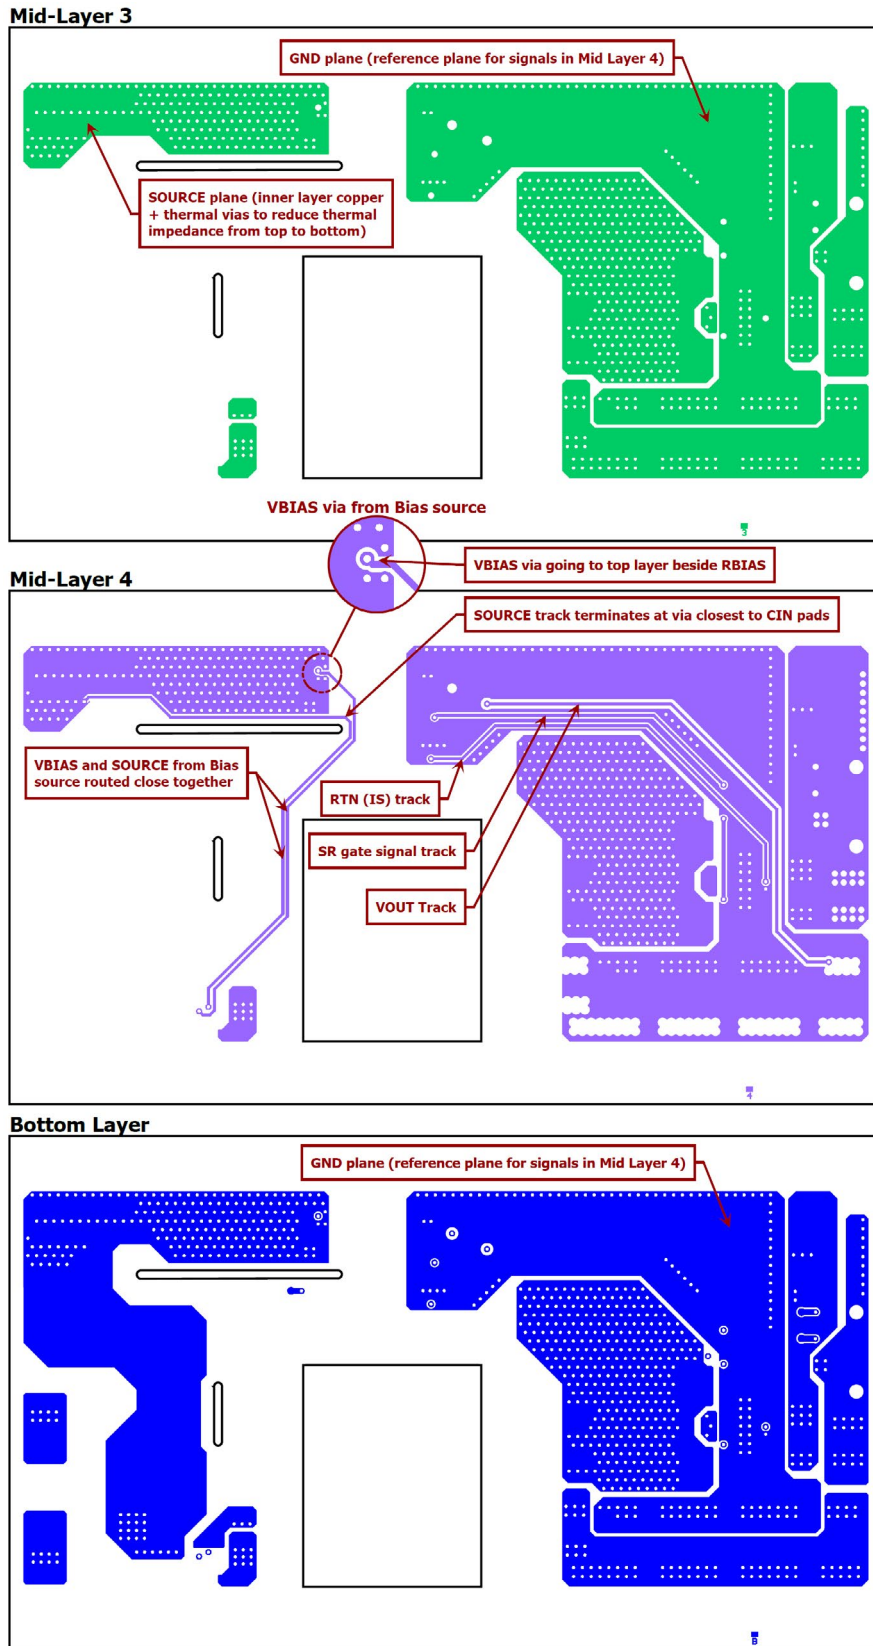 Mid-Layer 3
GND plane (reference plane for signals in Mid Layer 4)
SOURCE plane (inner layer copper
+ thermal vias to reduce thermal
impedance from top to bottom)
3
VBIAS via from Bias source
VBIAS via going to top layer beside RBIAS
Mid-Layer 4
SOURCE track terminates at via closest to CIN pads
VBIAS and SOURCE from Bias
source routed close together
RTN (IS) track
SR gate signal track
VOUT Track
4
Bottom Layer
GND plane (reference plane for signals in Mid Layer 4)
B